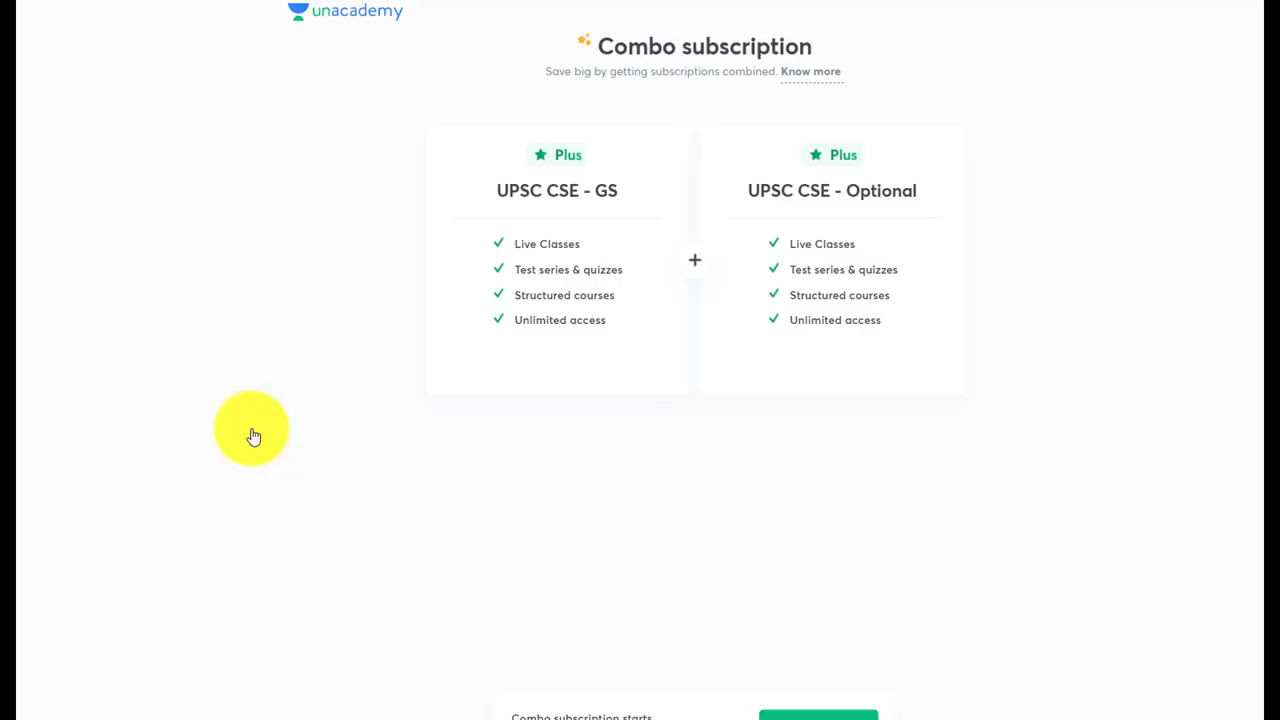 unacademy
Combo subscription
Save big by getting subscriptions combined. Know more
Plus
UPSC CSE - GS
Live Classes
Test series & quizzes
Structured courses
Unlimited access
+
Plus
UPSC CSE - Optional
Live Classes
Test series & quizzes
Structured courses
Unlimited access
Combo subscription starts